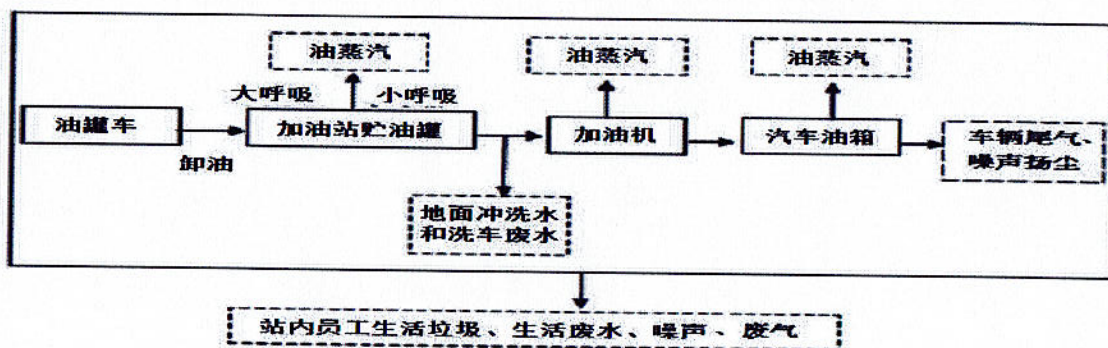 油蒸汽
油蒸汽
油蒸汽
大呼吸
小呼吸
油罐车
加油站贮油罐
加油机
汽车油箱
车辆尾气、
噪声扬尘
卸油
地面冲洗水
和洗车废水
站内员工生活垃圾、生活废水、噪声、废气